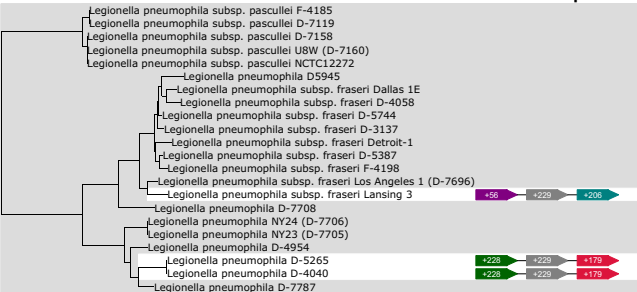 Legionella pneumophila subsp. pascullei F-4185
Legionella pneumophila subsp. pascullei D-7119
Legionella pneumophila subsp. pascullei D-7158
Legionella pneumophila subsp. pascullei U8W (D-7160)
Legionella pneumophila subsp. pascullei NCTC12272
Legionella pneumophila D5945
Legionella pneumophila subsp. fraseri Dallas 1E
Legionella pneumophila subsp. fraseri D-4058
Legionella pneumophila subsp. fraseri D-5744
Legionella pneumophila subsp. fraseri D-3137
Legionella pneumophila subsp. fraseri Detroit-1
Legionella pneumophila subsp. fraseri D-5387
Legionella pneumophila subsp. fraseri F-4198
Legionella pneumophila subsp. fraseri Los Angeles 1 (D-7696)
Legionella pneumophila subsp. fraseri Lansing 3 +56 +229 +206
Legionella pneumophila D-7708
Legionella pneumophila NY24 (D-7706)
Legionella pneumophila NY23 (D-7705)
Legionella pneumophila D-4954
Legionella pneumophila D-5265 +228 +229 +179
Legionella pneumophila D-4040 +228 +229 +179
Legionella pneumophila D-7787